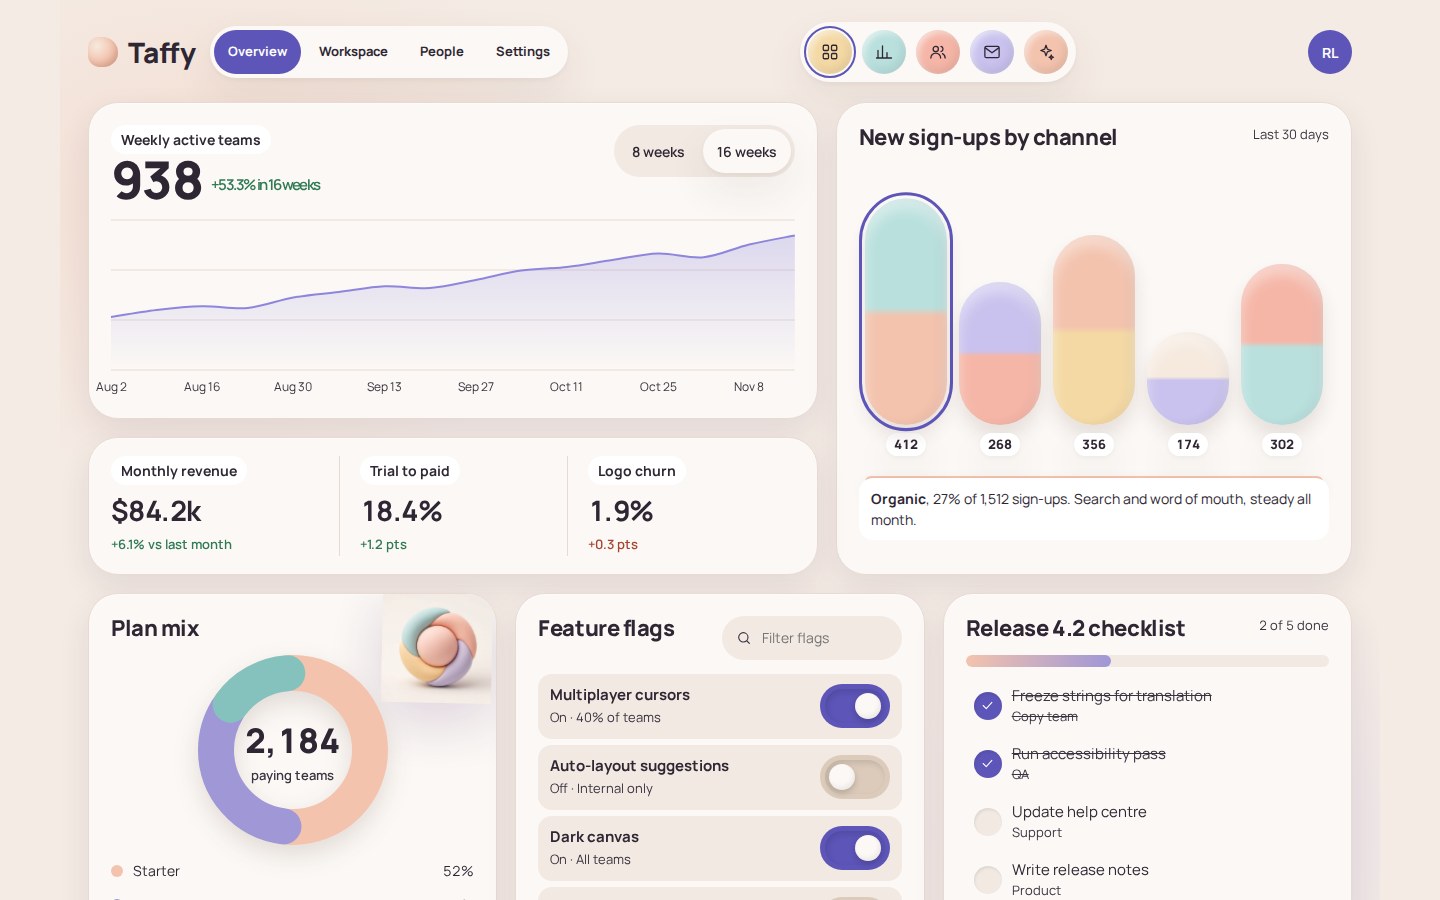 Taffy
Overview
Workspace
People
Settings
RL
Weekly active teams
8 weeks
16 weeks
938 +53.3% in 16 weeks
Aug 2
Aug 16
Aug 30
Sep 13
Sep 27
Oct 11
Oct 25
Nov 8
New sign-ups by channel
Last 30 days
412
268
356
174
302
Organic, 27% of 1,512 sign-ups. Search and word of mouth, steady all
month.
Monthly revenue
$84.2k
+6.1% vs last month
Trial to paid
18.4%
+1.2 pts
Logo churn
1.9%
+0.3 pts
Plan mix
2,184
paying teams
Starter
52%
Feature flags
Filter flags
Multiplayer cursors
On · 40% of teams
Auto-layout suggestions
Off · Internal only
Dark canvas
On · All teams
Release 4.2 checklist
2 of 5 done
Freeze strings for translation
Copy team
Run accessibility pass
QA
Update help centre
Support
Write release notes
Product